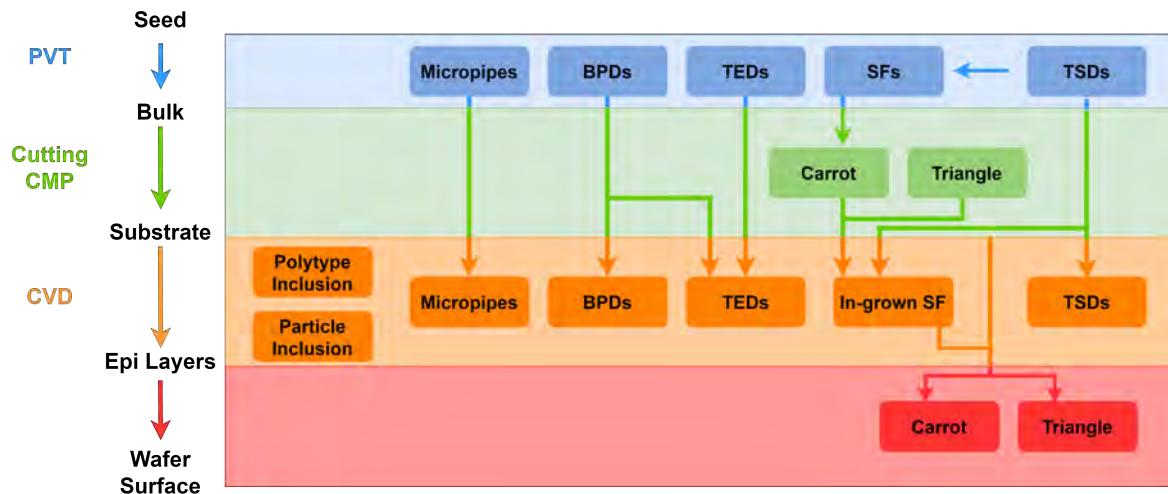 Seed
PVT
Micropipes
BPDs
TEDs
SFs
TSDs
Bulk
Cutting
CMP
Carrot
Triangle
Substrate
Polytype
Inclusion
CVD
Micropipes
BPDs
TEDs
In-grown SF
TSDs
Particle
Inclusion
Epi Layers
Carrot
Triangle
Wafer
Surface